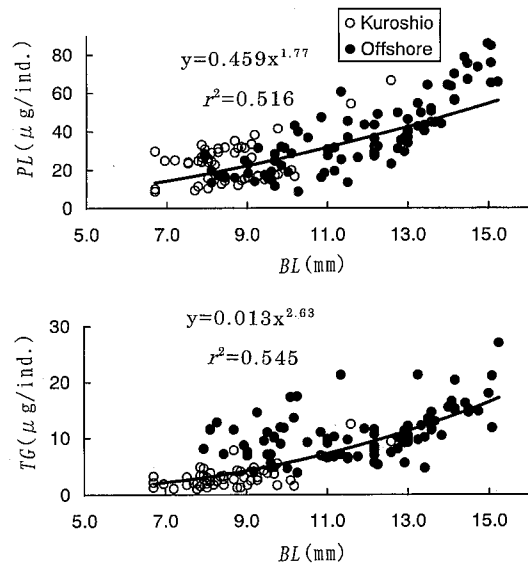 ○ Kuroshio
● Offshore
y=0.459x^1.77
r²=0.516
PL(μg/ind.)
80
60
40
20
0
5.0 7.0 9.0 11.0 13.0 15.0
BL(mm)
y=0.013x^2.63
r²=0.545
TG(μg/ind.)
30
20
10
0
5.0 7.0 9.0 11.0 13.0 15.0
BL(mm)